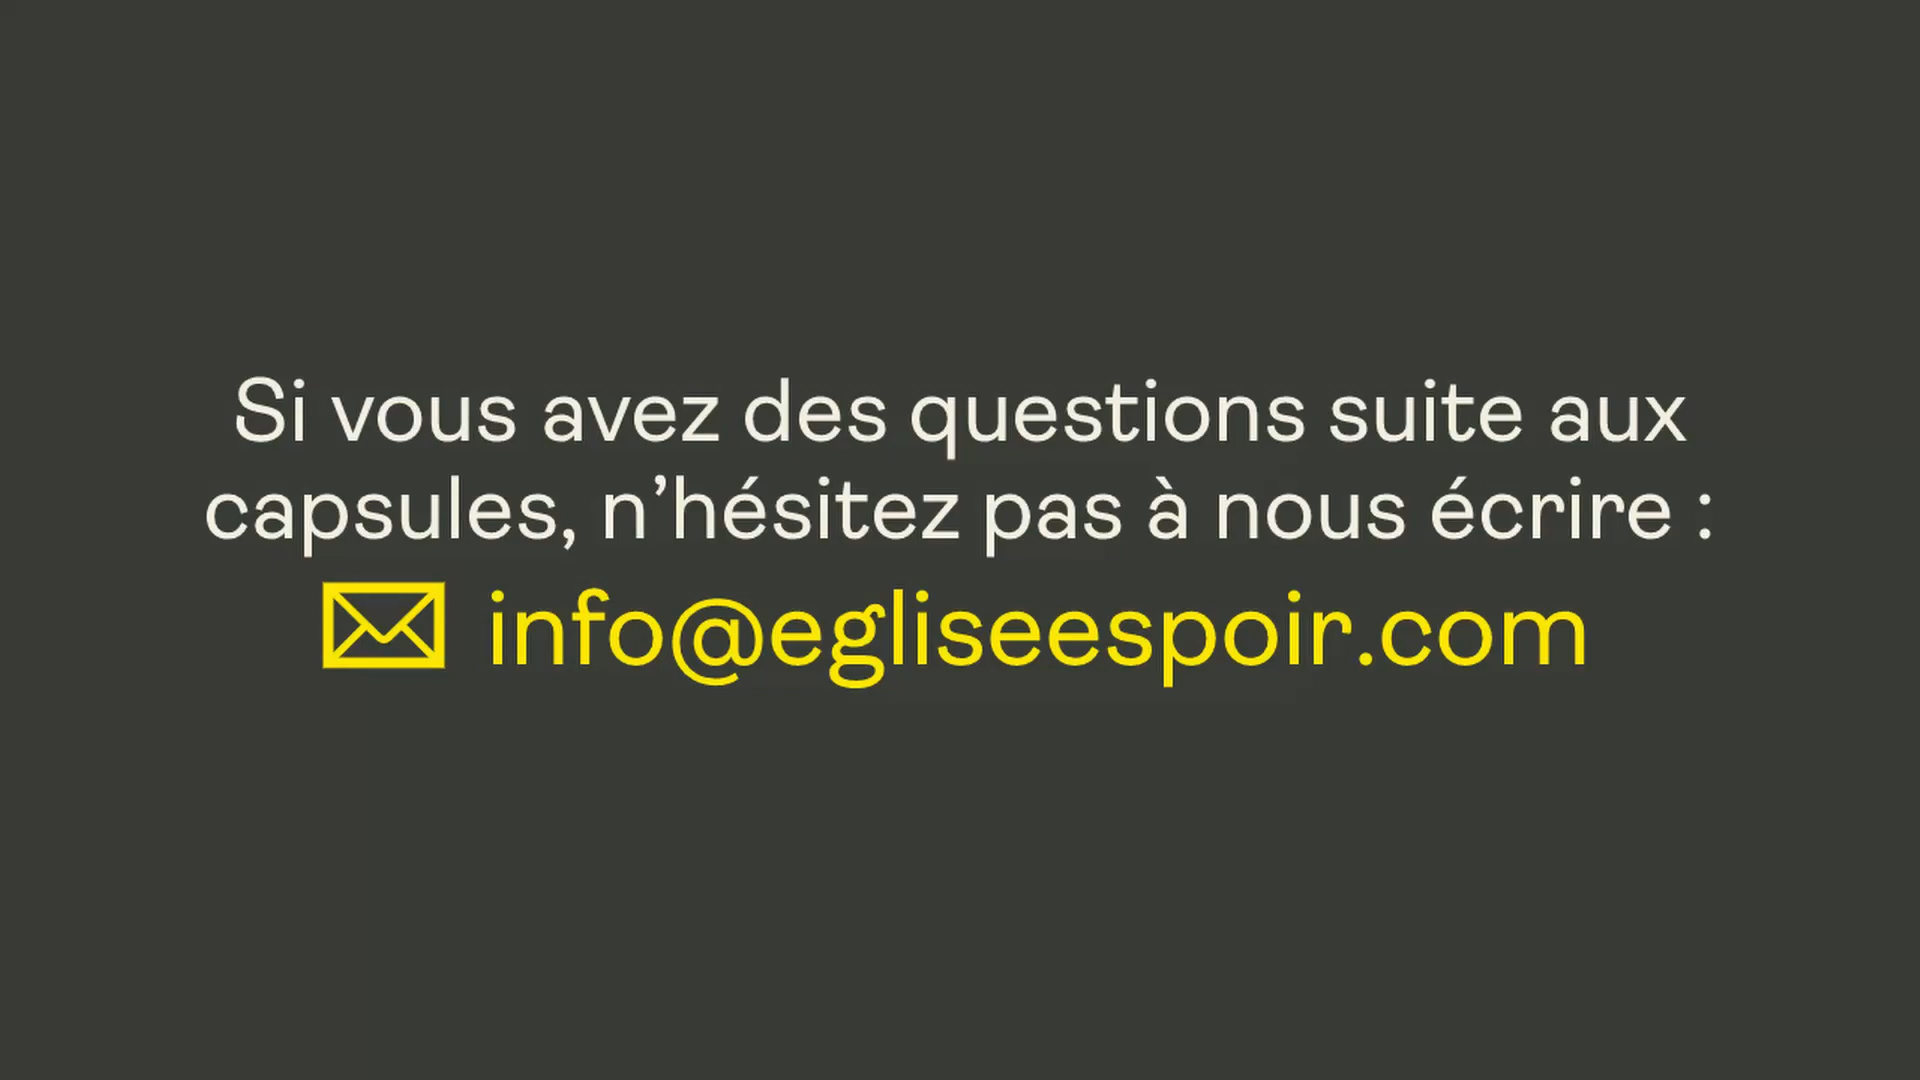 Si vous avez des questions suite aux
capsules, n’hésitez pas à nous écrire :
info@egliseespoir.com